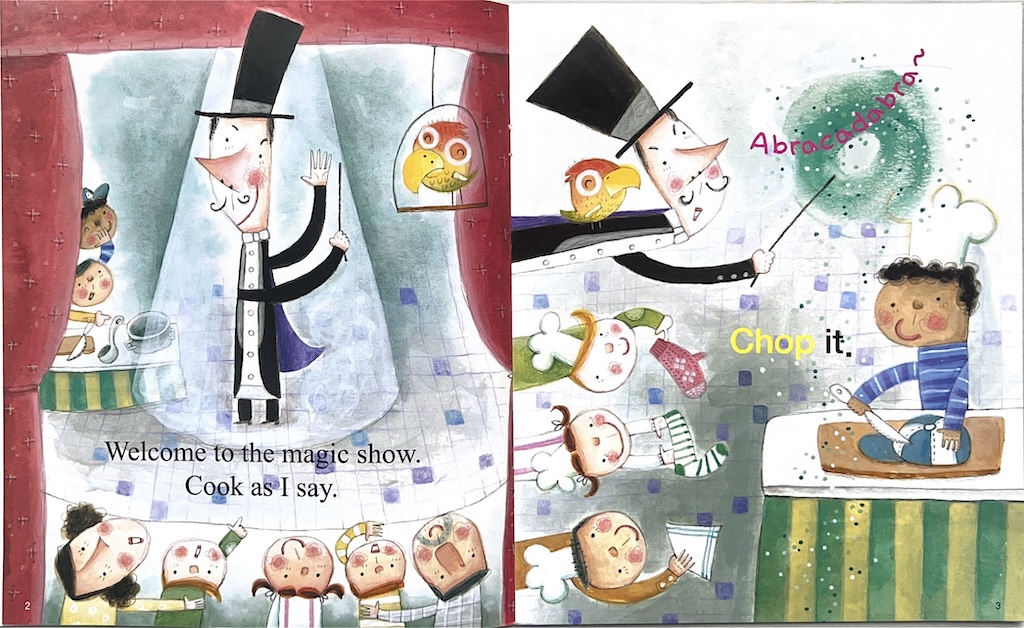 Welcome to the magic show.
Cook as I say.
2
Abracadabra~
Chop it.
3